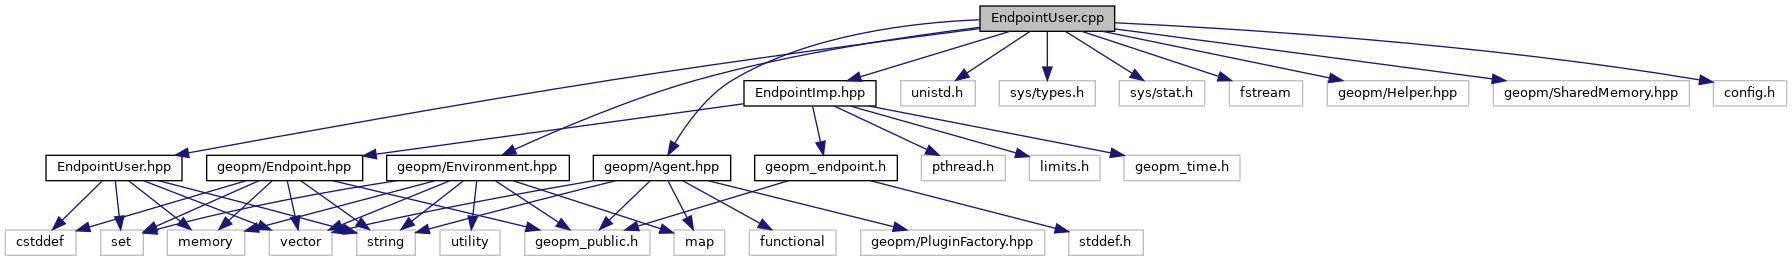 EndpointUser.cpp
EndpointImp.hpp
unistd.h
sys/types.h
sys/stat.h
fstream
geopm/Helper.hpp
geopm/SharedMemory.hpp
config.h
EndpointUser.hpp
geopm/Endpoint.hpp
geopm/Environment.hpp
geopm/Agent.hpp
geopm_endpoint.h
pthread.h
limits.h
geopm_time.h
cstddef
set
memory
vector
string
utility
geopm_public.h
map
functional
geopm/PluginFactory.hpp
stddef.h